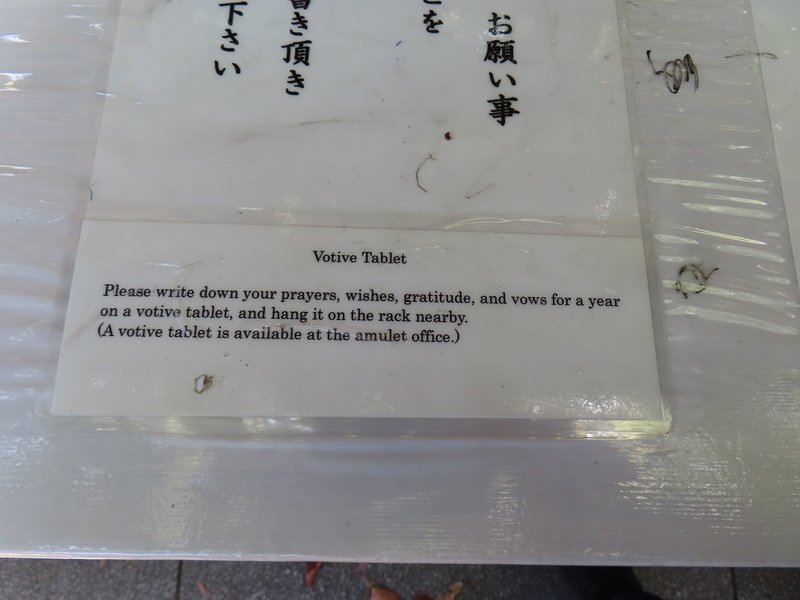 お願い事
とを
書き頂き
下さい
Votive Tablet
Please write down your prayers, wishes, gratitude, and vows for a year
on a votive tablet, and hang it on the rack nearby.
(A votive tablet is available at the amulet office.)